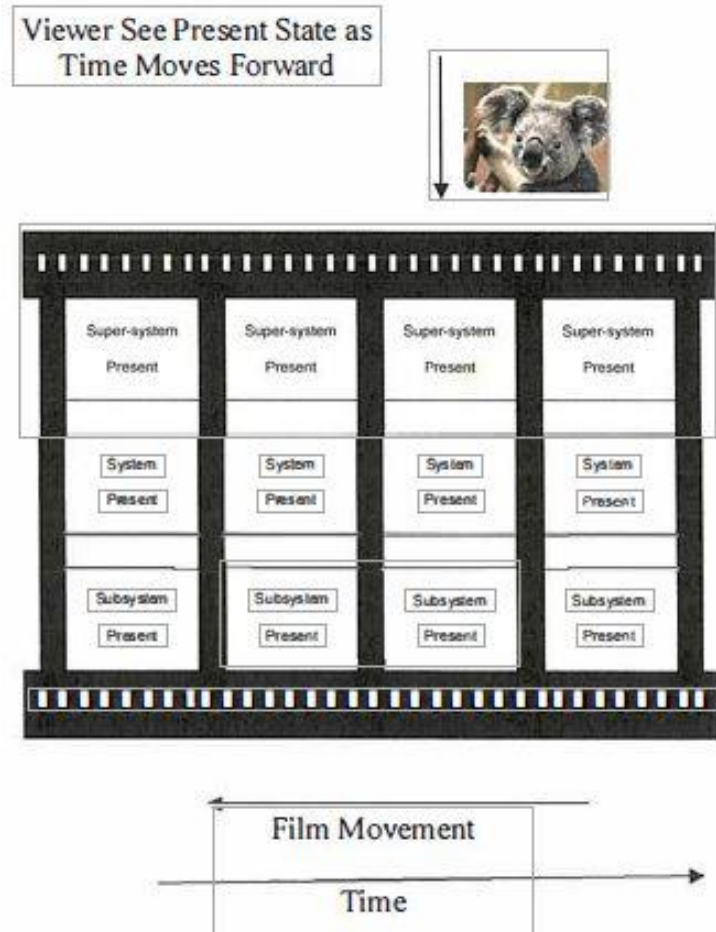 Viewer See Present State as
Time Moves Forward
Super-system Super-system Super-system Super-system
Present Present Present Present
System System System System
Present Present Present Present
Subsystem Subsystem Subsystem Subsystem
Present Present Present Present
Film Movement
Time